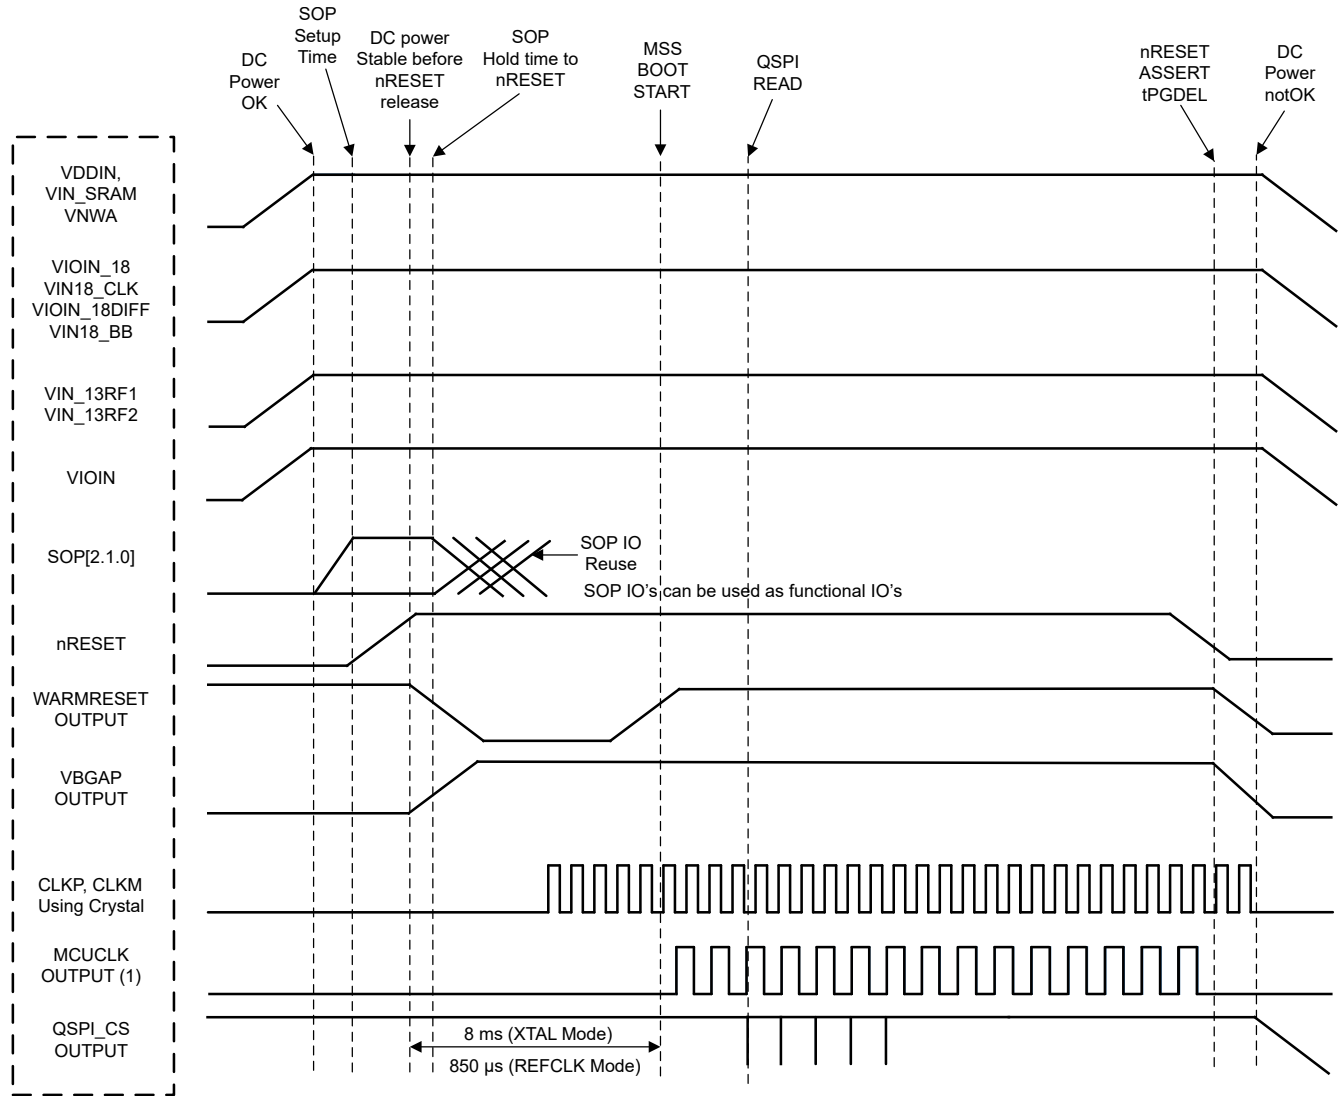 DC
Power
OK
SOP
Setup
Time
DC power
Stable before
nRESET
release
SOP
Hold time to
nRESET
MSS
BOOT
START
QSPI
READ
nRESET
ASSERT
tPGDEL
DC
Power
notOK
VDDIN,
VIN_SRAM
VNWA
VIOIN_18
VIN18_CLK
VIOIN_18DIFF
VIN18_BB
VIN_13RF1
VIN_13RF2
VIOIN
SOP[2.1.0]
SOP IO
Reuse
SOP IO's can be used as functional IO's
nRESET
WARMRESET
OUTPUT
VBGAP
OUTPUT
CLKP, CLKM
Using Crystal
MCUCLK
OUTPUT (1)
QSPI_CS
OUTPUT
8 ms (XTAL Mode)
850 µs (REFCLK Mode)